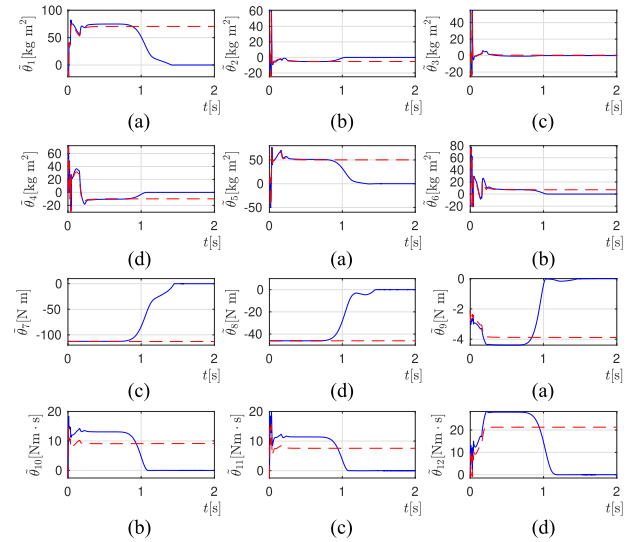 100
50
0
θ̃₁[kg m²]
0 1 2
t[s]
(a)
60
40
20
0
-20
θ̃₂[kg m²]
0 1 2
t[s]
(b)
40
20
0
-20
θ̃₃[kg m²]
0 1 2
t[s]
(c)
60
40
20
0
-20
θ̃₄[kg m²]
0 1 2
t[s]
(d)
50
0
-50
θ̃₅[kg m²]
0 1 2
t[s]
(a)
80
60
40
20
0
-20
θ̃₆[kg m²]
0 1 2
t[s]
(b)
0
-50
-100
θ̃₇[N m]
0 1 2
t[s]
(c)
0
-20
-40
θ̃₈[N m]
0 1 2
t[s]
(d)
0
-2
-4
θ̃₉[N m]
0 1 2
t[s]
(a)
20
10
0
θ̃₁₀[Nm · s]
0 1 2
t[s]
(b)
20
10
0
θ̃₁₁[Nm · s]
0 1 2
t[s]
(c)
20
10
0
θ̃₁₂[Nm · s]
0 1 2
t[s]
(d)